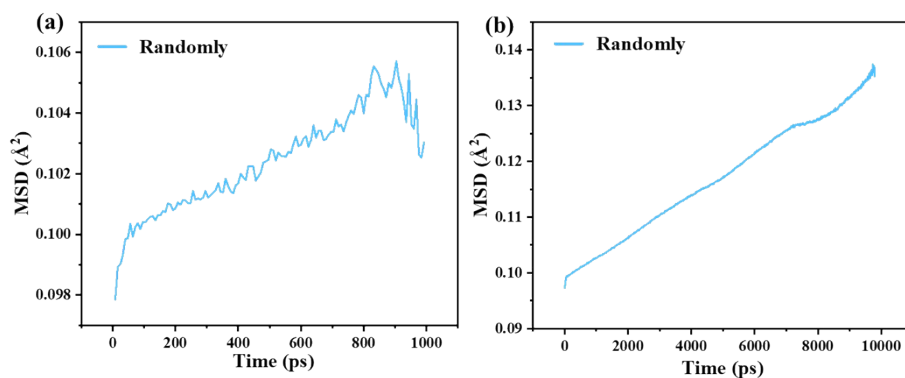 (a)
Randomly
0.106
0.104
0.102
0.100
0.098
MSD (Å²)
0
200
400
600
800
1000
Time (ps)
(b)
Randomly
0.14
0.13
0.12
0.11
0.10
0.09
MSD (Å²)
0
2000
4000
6000
8000
10000
Time (ps)